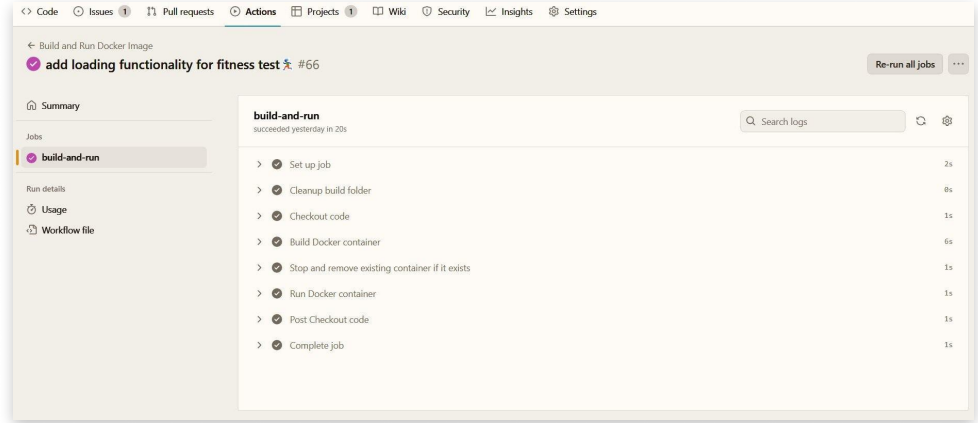 Code Issues 1 Pull requests Actions Projects 1 Wiki Security Insights Settings
← Build and Run Docker Image
add loading functionality for fitness test🏃 #66
Re-run all jobs ...
Summary
Jobs
build-and-run
Run details
Usage
Workflow file
build-and-run
succeeded yesterday in 20s
Search logs
Set up job 2s
Cleanup build folder 0s
Checkout code 1s
Build Docker container 6s
Stop and remove existing container if it exists 1s
Run Docker container 1s
Post Checkout code 1s
Complete job 1s